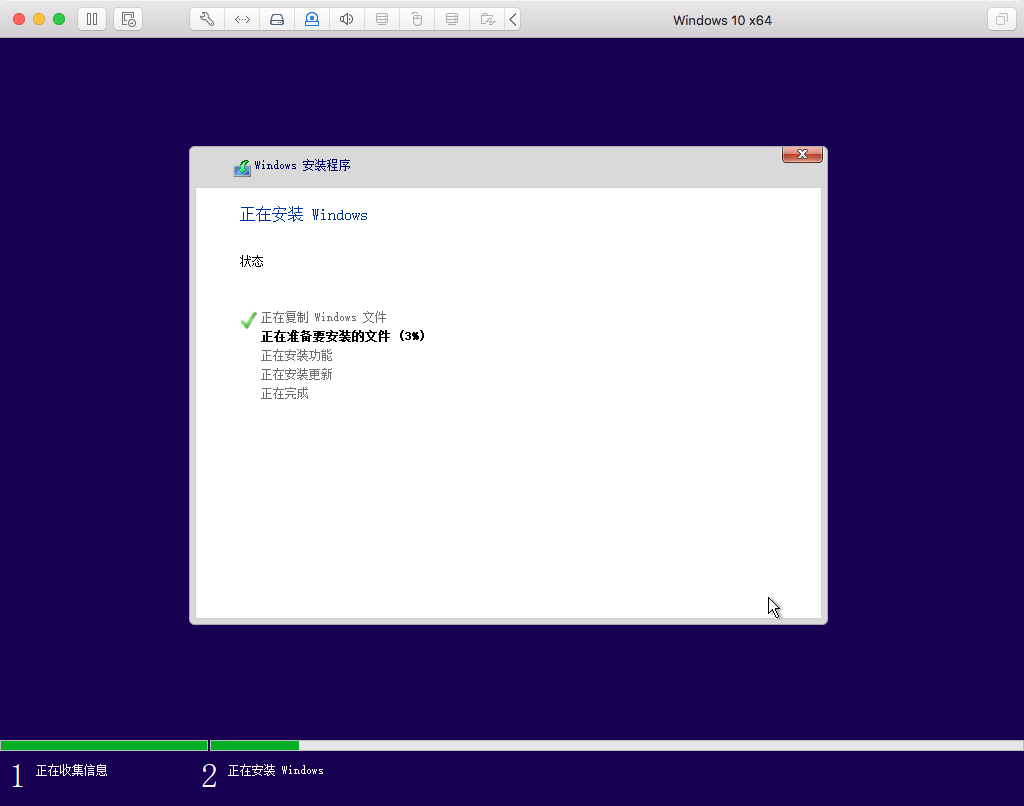 Windows 10 x64
Windows 安装程序
正在安装 Windows
状态
正在复制 Windows 文件
正在准备要安装的文件 (3%)
正在安装功能
正在安装更新
正在完成
1 正在收集信息
2 正在安装 Windows